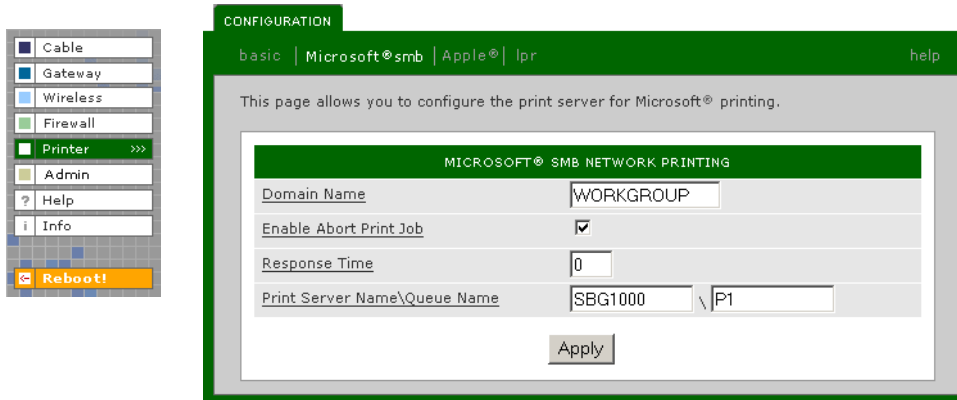 Cable
Gateway
Wireless
Firewall
Printer >>>
Admin
? Help
i Info
Reboot!
CONFIGURATION
basic | Microsoft®smb | Apple® | lpr help
This page allows you to configure the print server for Microsoft® printing.
MICROSOFT® SMB NETWORK PRINTING
Domain Name WORKGROUP
Enable Abort Print Job
Response Time 0
Print Server Name\Queue Name SBG1000 \ P1
Apply